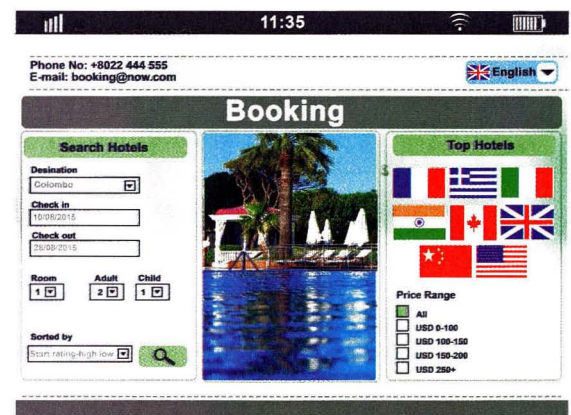 11:35
Phone No: +8022 444 555
E-mail: booking@now.com
English
Booking
Search Hotels
Desination
Colombo
Check in
10/08/2015
Check out
28/08/2015
Room Adult Child
1 2 1
Sorted by
Start rating-high low
Top Hotels
Price Range
All
USD 0-100
USD 100-150
USD 150-200
USD 250+